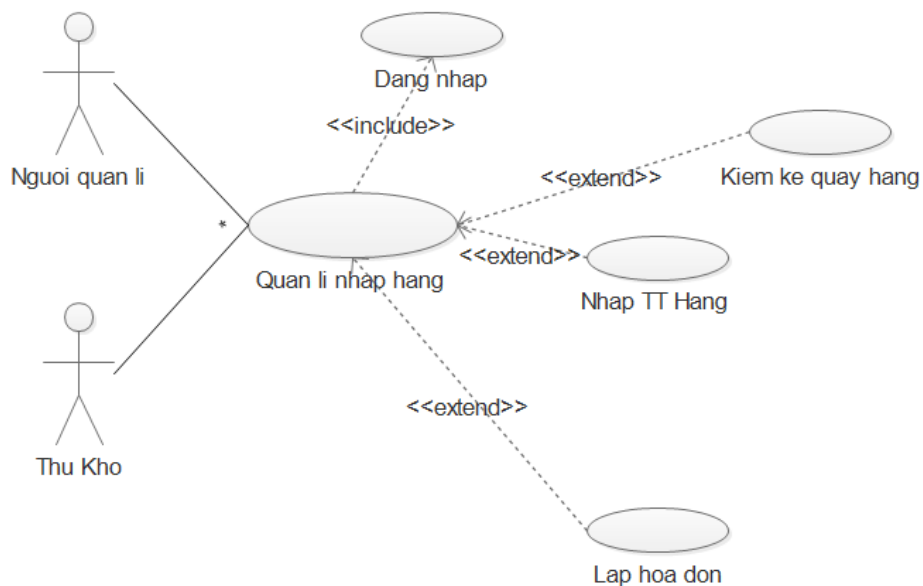 Dang nhap
<<include>>
Nguoi quan li
Kiem ke quay hang
<<extend>>
*
<<extend>>
Quan li nhap hang
Nhap TT Hang
<<extend>>
Thu Kho
Lap hoa don